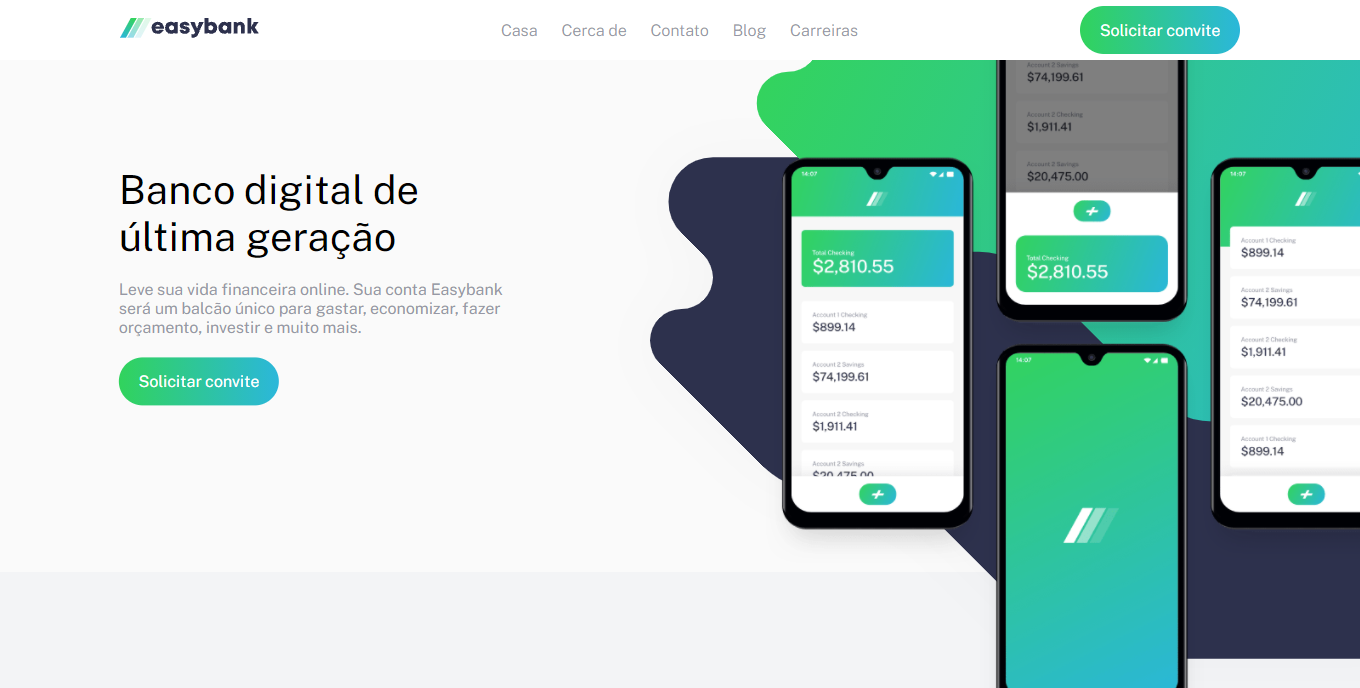 easybank
Casa
Cerca de
Contato
Blog
Carreiras
Solicitar convite
Banco digital de
última geração
Leve sua vida financeira online. Sua conta Easybank
será um balcão único para gastar, economizar, fazer
orçamento, investir e muito mais.
Solicitar convite
14:07
Total Checking
$2,810.55
Account 1 Checking
$899.14
Account 2 Savings
$74,199.61
Account 2 Checking
$1,911.41
Account 2 Savings
$20,475.00
Account 2 Savings
$74,199.61
Account 2 Checking
$1,911.41
Account 2 Savings
$20,475.00
Total Checking
$2,810.55
14:07
14:07
Account 1 Checking
$899.14
Account 2 Savings
$74,199.61
Account 2 Checking
$1,911.41
Account 2 Savings
$20,475.00
Account 1 Checking
$899.14